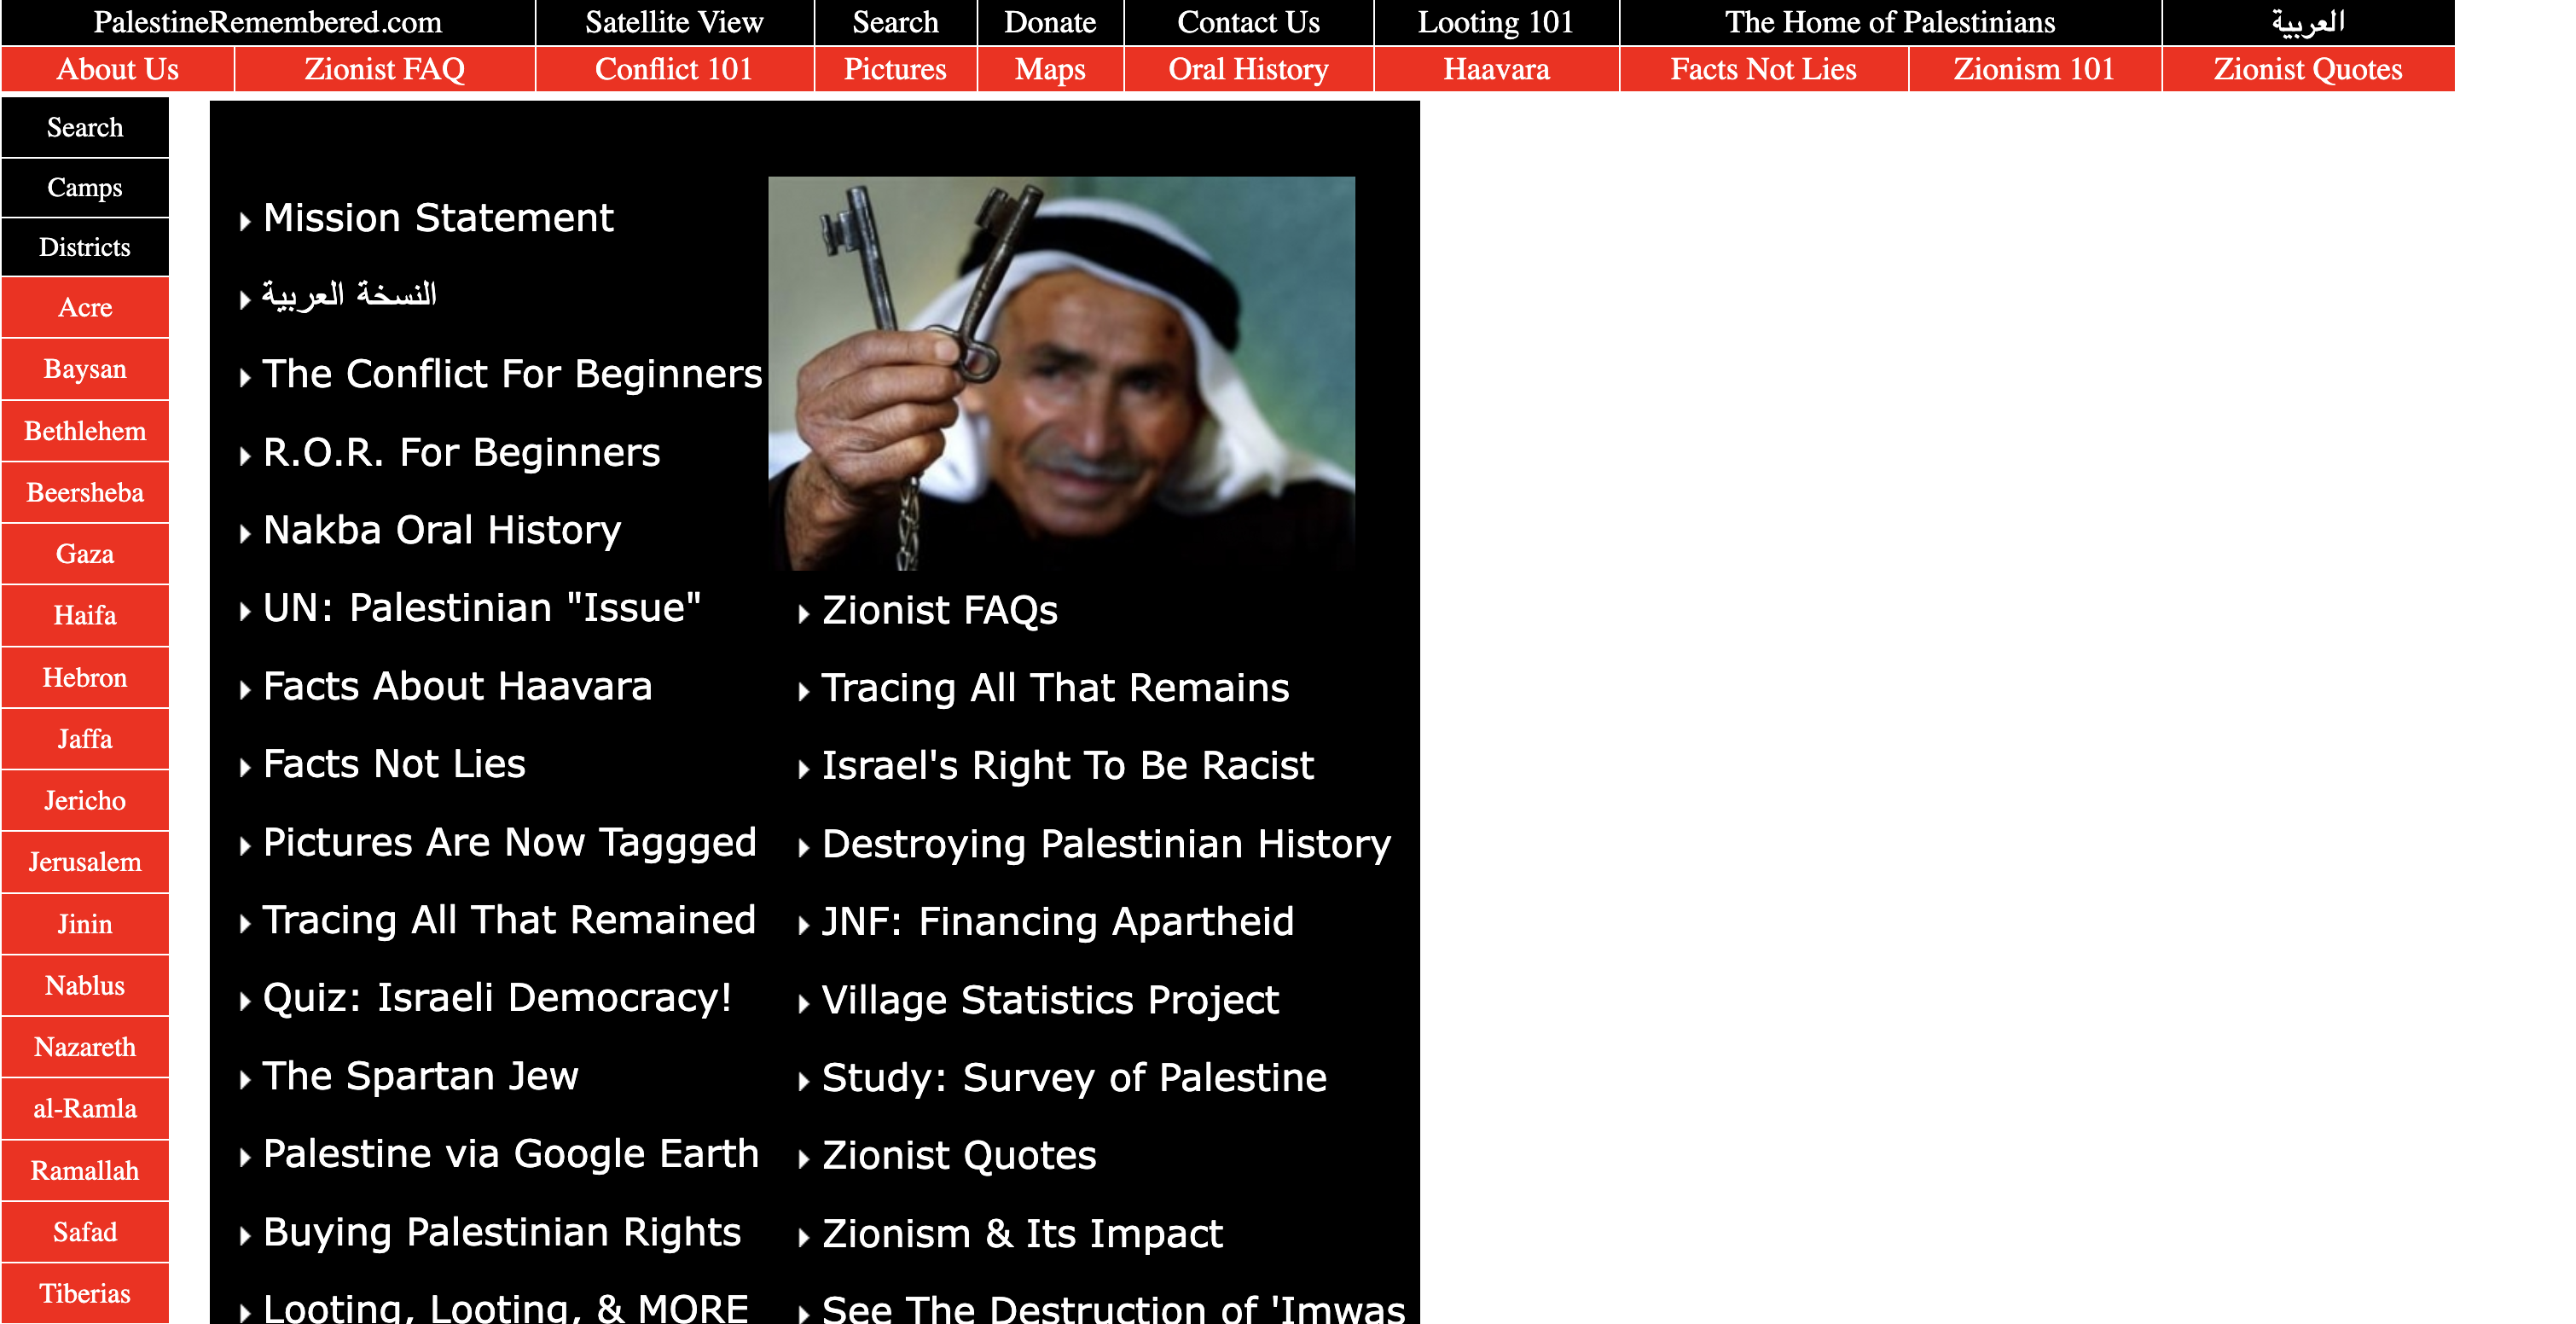 PalestineRemembered.com Satellite View Search Donate Contact Us Looting 101 The Home of Palestinians العربية
About Us Zionist FAQ Conflict 101 Pictures Maps Oral History Haavara Facts Not Lies Zionism 101 Zionist Quotes
Search
Camps
Districts
Acre
Baysan
Bethlehem
Beersheba
Gaza
Haifa
Hebron
Jaffa
Jericho
Jerusalem
Jinin
Nablus
Nazareth
al-Ramla
Ramallah
Safad
Tiberias
Mission Statement
النسخة العربية
The Conflict For Beginners
R.O.R. For Beginners
Nakba Oral History
UN: Palestinian "Issue"
Facts About Haavara
Facts Not Lies
Pictures Are Now Taggged
Tracing All That Remained
Quiz: Israeli Democracy!
The Spartan Jew
Palestine via Google Earth
Buying Palestinian Rights
Looting, Looting, & MORE
Zionist FAQs
Tracing All That Remains
Israel's Right To Be Racist
Destroying Palestinian History
JNF: Financing Apartheid
Village Statistics Project
Study: Survey of Palestine
Zionist Quotes
Zionism & Its Impact
See The Destruction of 'Imwas